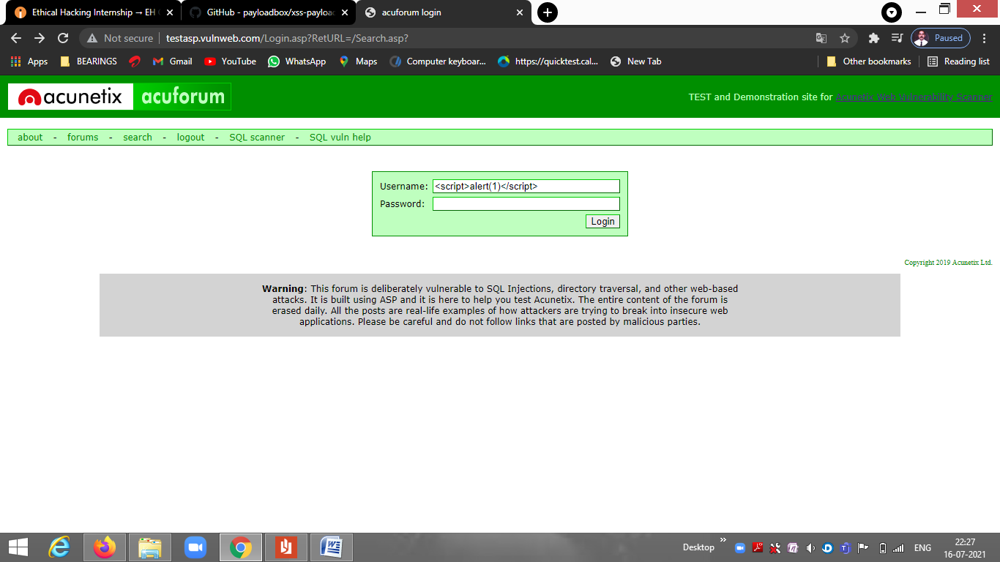 Ethical Hacking Internship → EH
GitHub - payloadbox/xss-payload
acuforum login
Not secure testasp.vulnweb.com/Login.asp?RetURL=/Search.asp?
Paused
Apps BEARINGS Gmail YouTube WhatsApp Maps Computer keyboar... https://quicktest.cal... New Tab Other bookmarks Reading list
acunetix acuforum
TEST and Demonstration site for Acunetix Web Vulnerability Scanner
about - forums - search - logout - SQL scanner - SQL vuln help
Username: <script>alert(1)</script>
Password:
Login
Copyright 2019 Acunetix Ltd.
Warning: This forum is deliberately vulnerable to SQL Injections, directory traversal, and other web-based
attacks. It is built using ASP and it is here to help you test Acunetix. The entire content of the forum is
erased daily. All the posts are real-life examples of how attackers are trying to break into insecure web
applications. Please be careful and do not follow links that are posted by malicious parties.
Desktop » ENG
22:27
16-07-2021